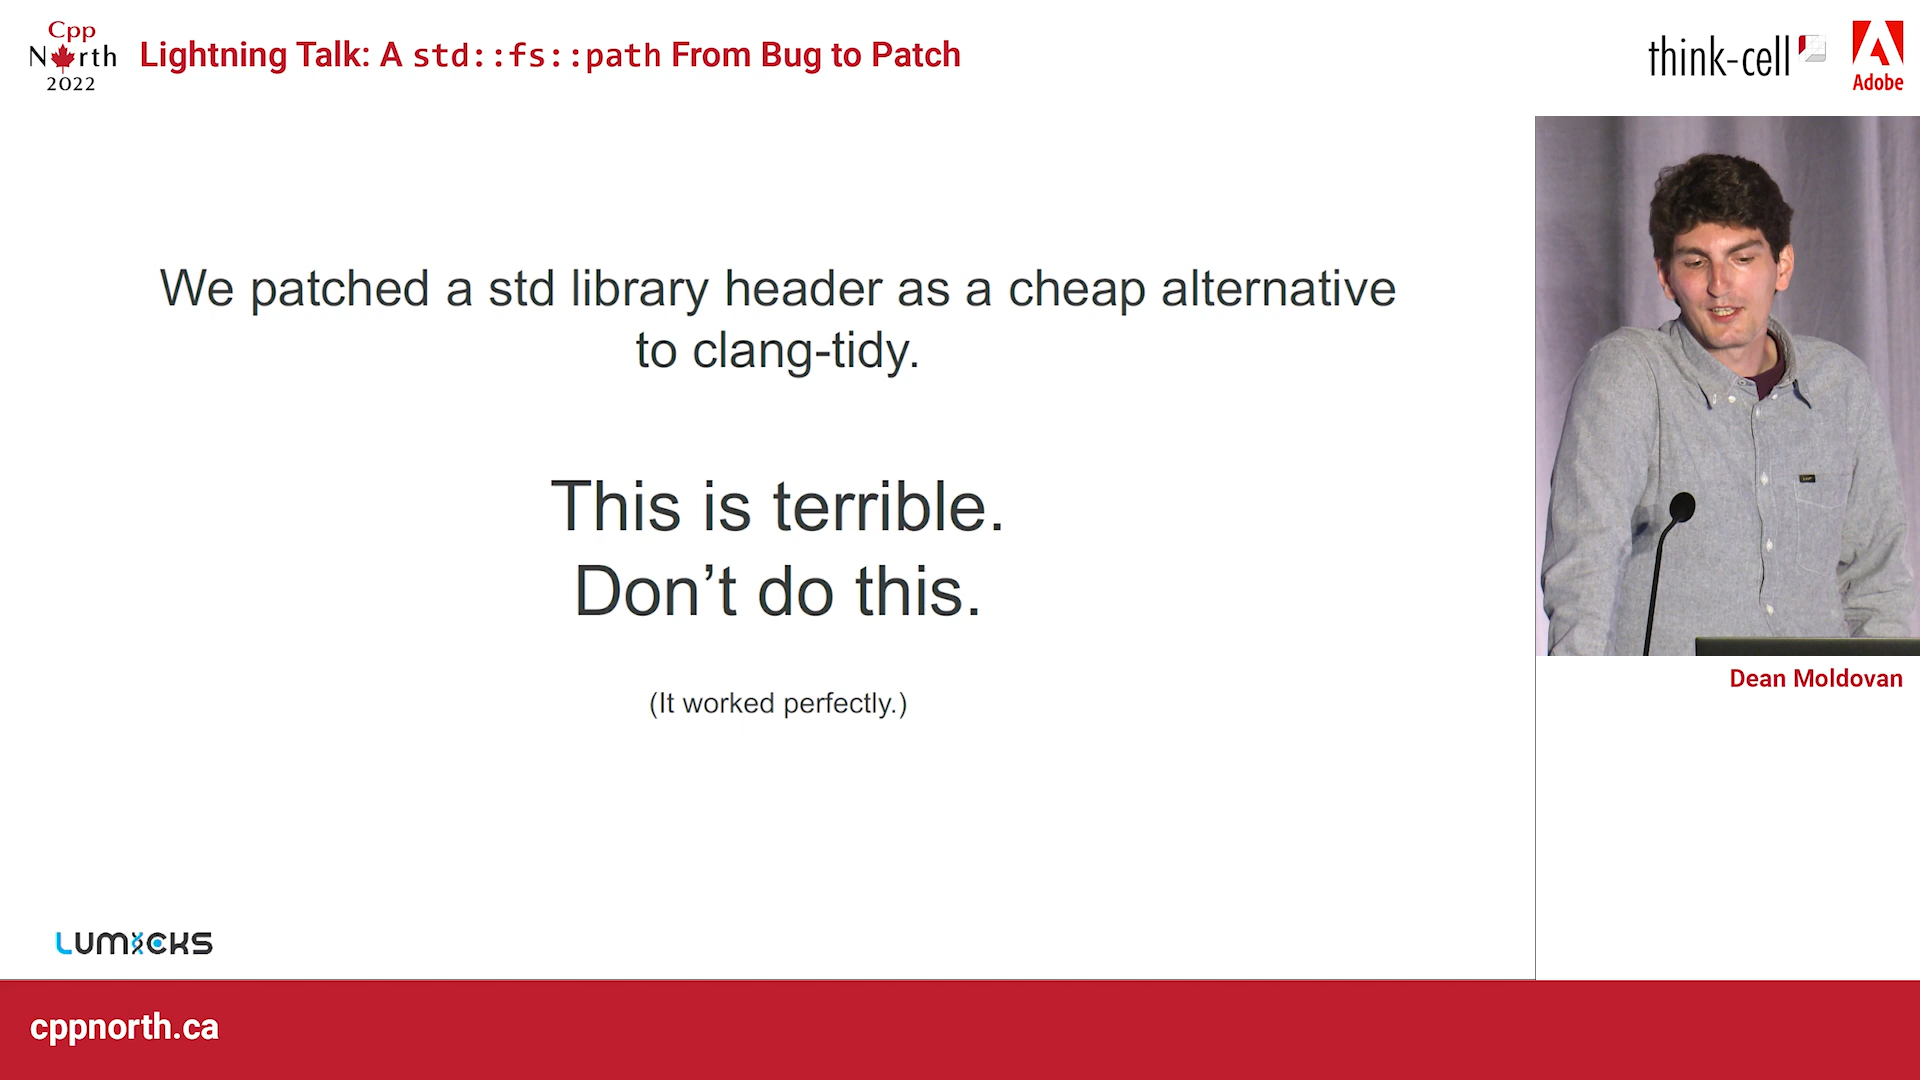 Cpp
North
2022
Lightning Talk: A std::fs::path From Bug to Patch
think-cell
Adobe
We patched a std library header as a cheap alternative
to clang-tidy.
This is terrible.
Don’t do this.
(It worked perfectly.)
Dean Moldovan
LUMICKS
cppnorth.ca